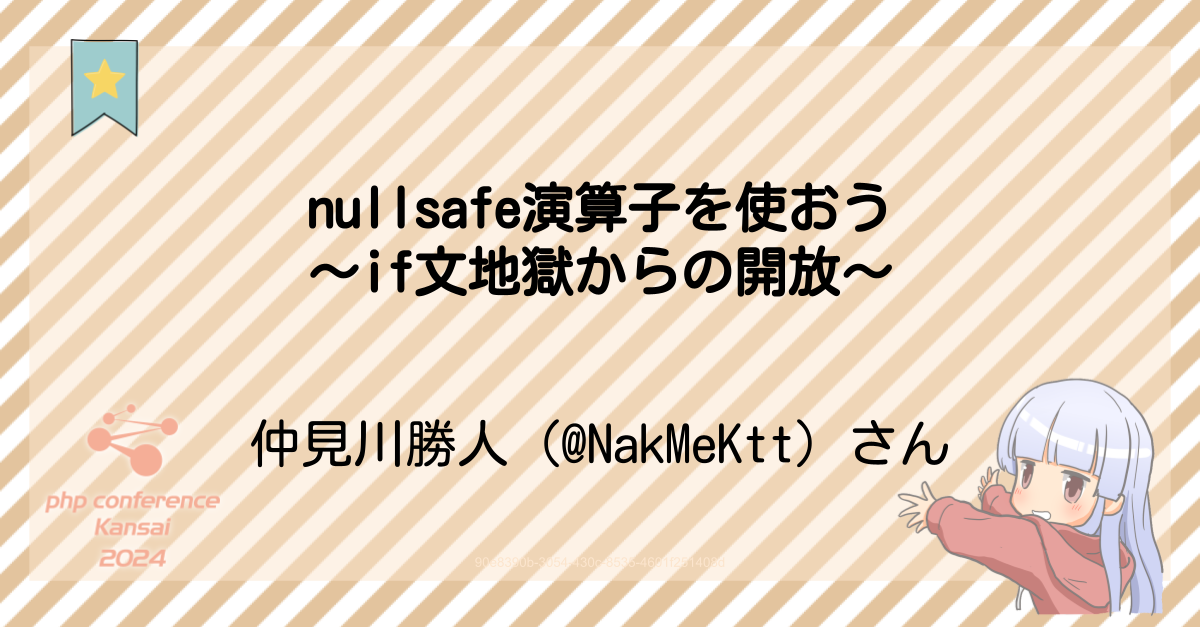 nullsafe演算子を使おう
〜if文地獄からの開放〜
仲見川勝人（@NakMeKtt）さん
php conference
Kansai
2024